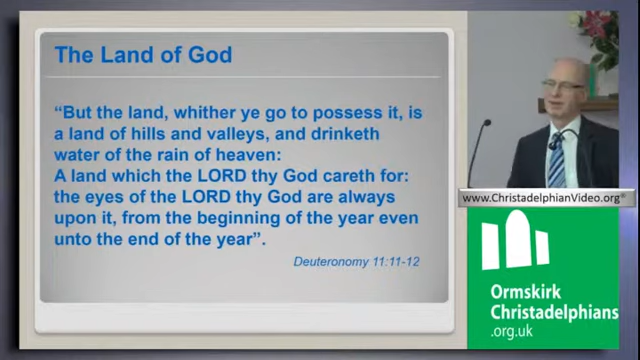 The Land of God
“But the land, whither ye go to possess it, is
a land of hills and valleys, and drinketh
water of the rain of heaven:
A land which the LORD thy God careth for:
the eyes of the LORD thy God are always
upon it, from the beginning of the year even
unto the end of the year”.
Deuteronomy 11:11-12
www.ChristadelphianVideo.org®
Ormskirk
Christadelphians
.org.uk